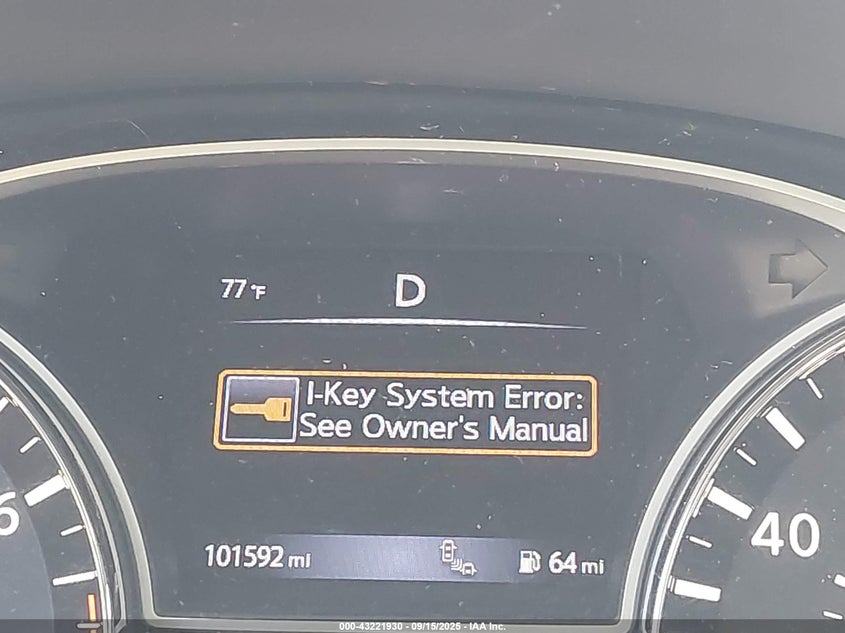 77°F
D
I-Key System Error:
See Owner's Manual
6
40
101592 mi
64 mi
000-43221930 - 09/15/2025 - IAA Inc.